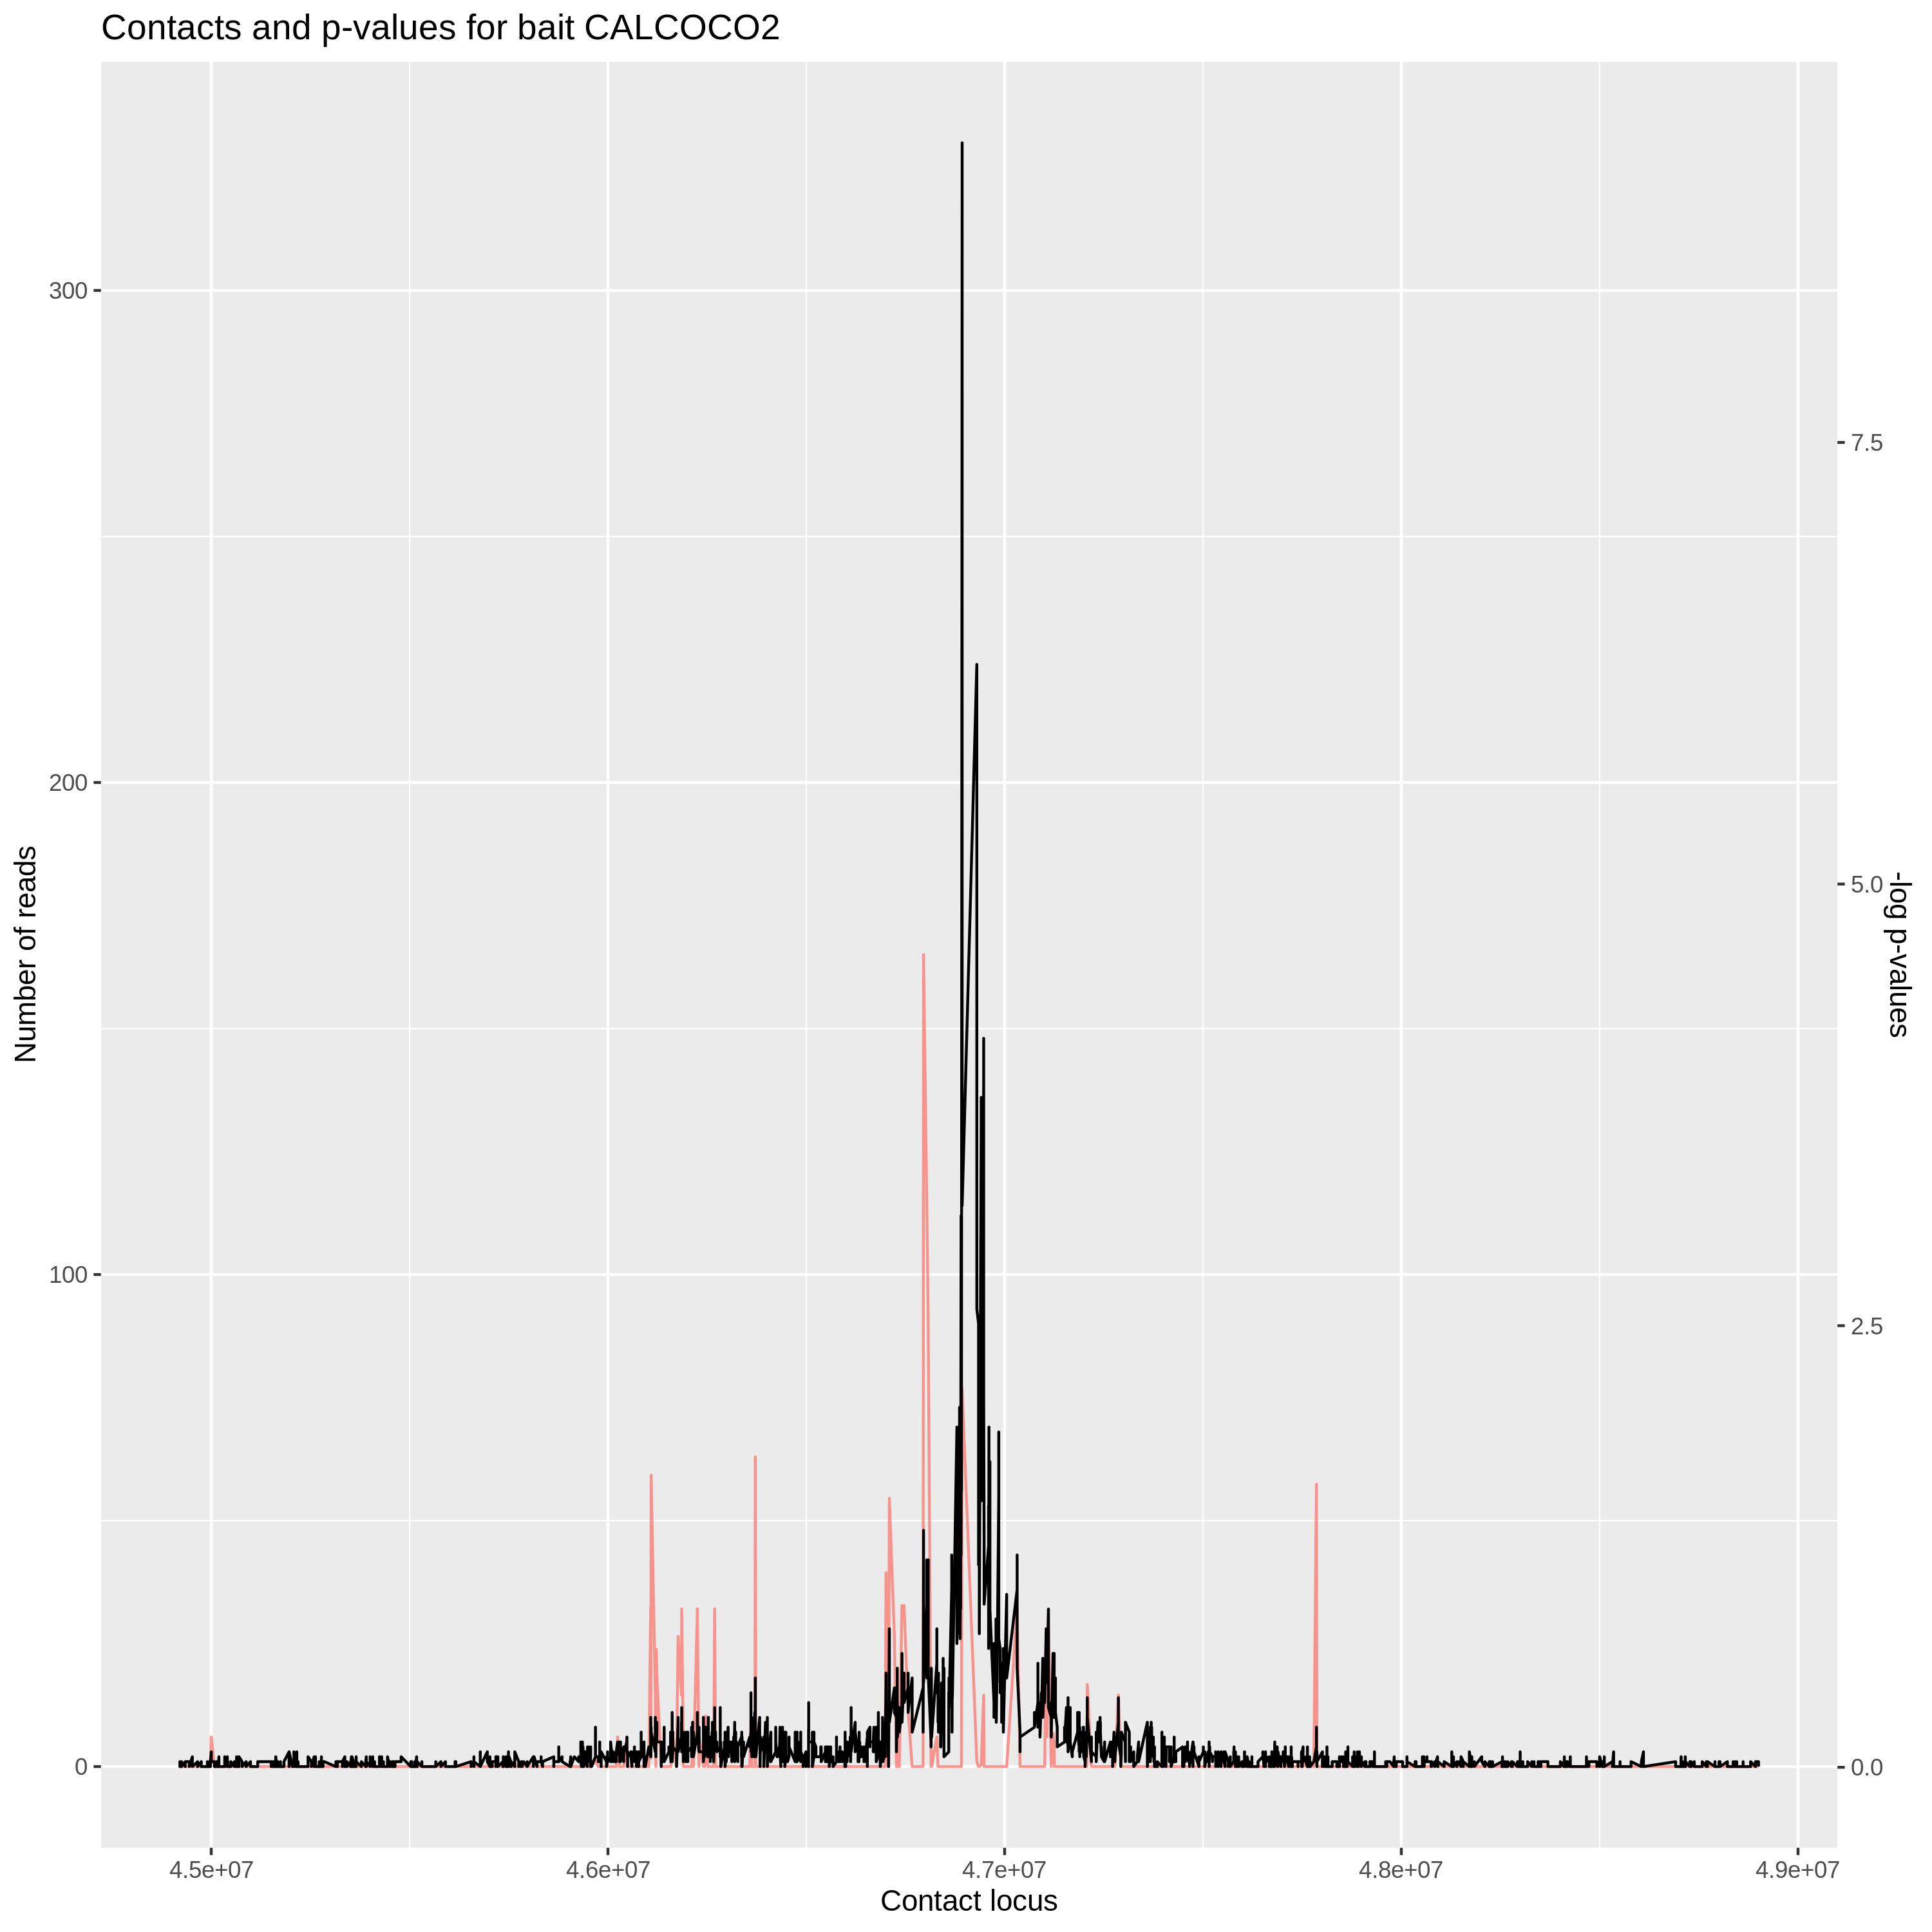 Contacts and p-values for bait CALCOCO2
300
200
100
0
Number of reads
7.5
5.0
2.5
0.0
-log p-values
4.5e+07
4.6e+07
4.7e+07
4.8e+07
4.9e+07
Contact locus